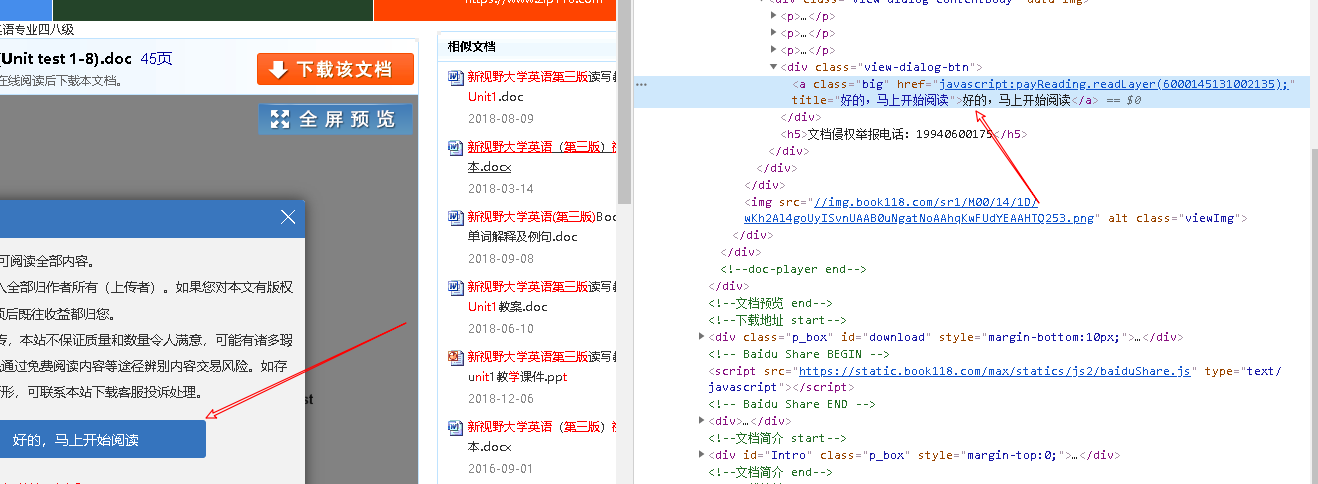 英语专业四八级
(Unit test 1-8).doc 45页
在线阅读后下载本文档。
下载该文档
全屏预览
可阅读全部内容。
全部归作者所有（上传者）。如果您对本文有版权
后既往收益都归您。
，本站不保证质量和数量令人满意，可能有诸多瑕
通过免费阅读内容等途径辨别内容交易风险。如存
形，可联系本站下载客服投诉处理。
好的，马上开始阅读
相似文档
新视野大学英语第三版读写教
Unit1.doc
2018-08-09
新视野大学英语（第三版）视
本.docx
2018-03-14
新视野大学英语(第三版)Boo
单词解释及例句.doc
2018-09-08
新视野大学英语第三版读写教
Unit1教案.doc
2018-06-10
新视野大学英语第三版读写教
unit1教学课件.ppt
2018-12-06
新视野大学英语（第三版）视
本.docx
2016-09-01
<p>…</p>
<p>…</p>
<p>…</p>
<div class="view-dialog-btn">
<a class="big" href="javascript:payReading.readLayer(6000145131002135);"
title="好的，马上开始阅读">好的，马上开始阅读</a> == $0
</div>
<h5>文档侵权举报电话：19940600175</h5>
</div>
</div>
</div>
<img src="//img.book118.com/sr1/M00/14/1D/
wKh2Al4goUyISvnUAAB0uNgatNoAAhqKwFUdYEAAHTQ253.png" alt class="viewImg">
</div>
</div>
<!--doc-player end-->
</div>
<!--文档预览 end-->
<!--下载地址 start-->
<div class="p_box" id="download" style="margin-bottom:10px;">…</div>
<!-- Baidu Share BEGIN -->
<script src="https://static.book118.com/max/statics/js2/baiduShare.js" type="text/
javascript"></script>
<!-- Baidu Share END -->
<div>…</div>
<!--文档简介 start-->
<div id="Intro" class="p_box" style="margin-top:0;">…</div>
<!--文档简介 end-->